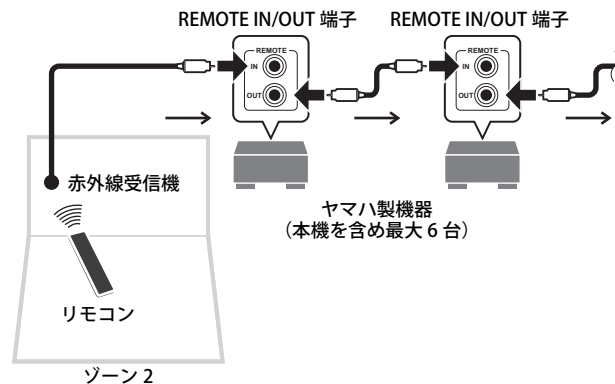 REMOTE IN/OUT 端子
REMOTE IN/OUT 端子
REMOTE
IN
OUT
REMOTE
IN
OUT
赤外線受信機
ヤマハ製機器
（本機を含め最大 6 台）
リモコン
ゾーン 2